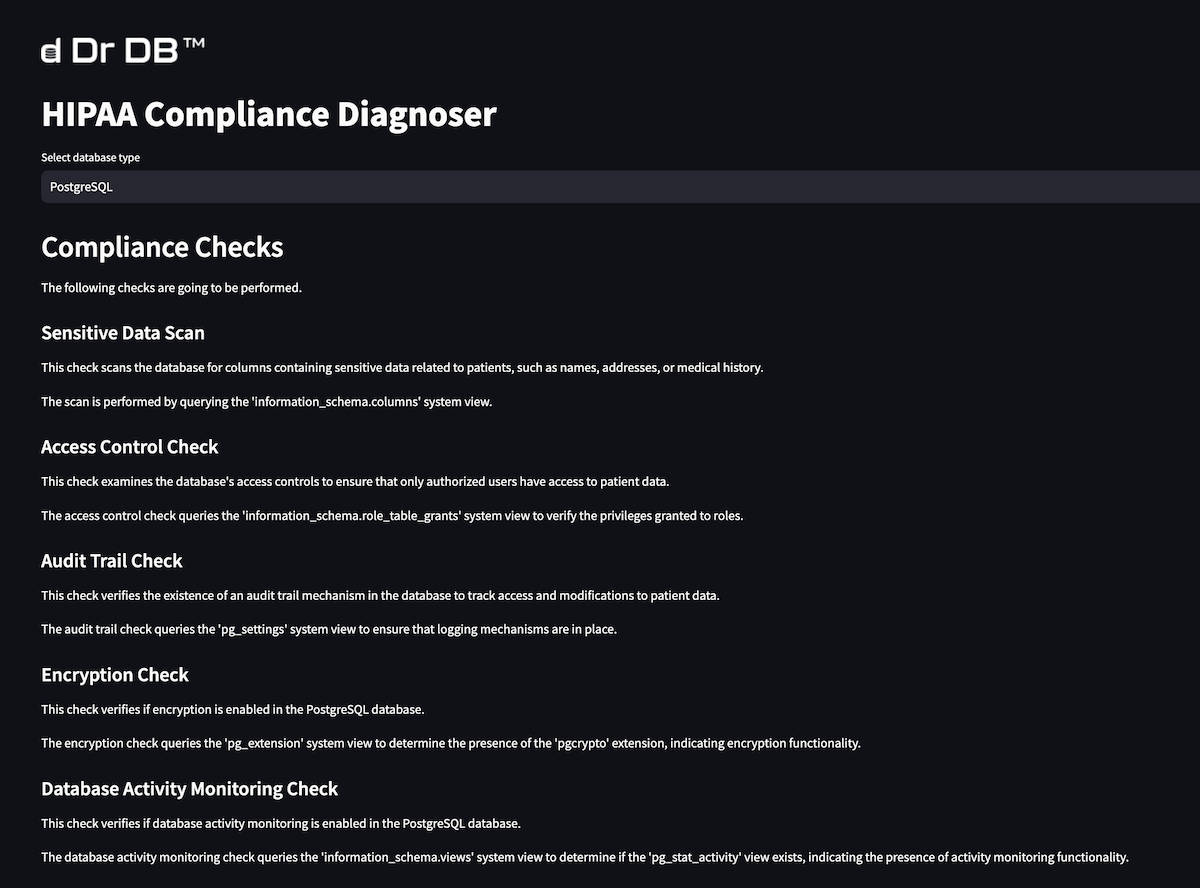 d Dr DB™
HIPAA Compliance Diagnoser
Select database type
PostgreSQL
Compliance Checks
The following checks are going to be performed.
Sensitive Data Scan
This check scans the database for columns containing sensitive data related to patients, such as names, addresses, or medical history.
The scan is performed by querying the 'information_schema.columns' system view.
Access Control Check
This check examines the database's access controls to ensure that only authorized users have access to patient data.
The access control check queries the 'information_schema.role_table_grants' system view to verify the privileges granted to roles.
Audit Trail Check
This check verifies the existence of an audit trail mechanism in the database to track access and modifications to patient data.
The audit trail check queries the 'pg_settings' system view to ensure that logging mechanisms are in place.
Encryption Check
This check verifies if encryption is enabled in the PostgreSQL database.
The encryption check queries the 'pg_extension' system view to determine the presence of the 'pgcrypto' extension, indicating encryption functionality.
Database Activity Monitoring Check
This check verifies if database activity monitoring is enabled in the PostgreSQL database.
The database activity monitoring check queries the 'information_schema.views' system view to determine if the 'pg_stat_activity' view exists, indicating the presence of activity monitoring functionality.